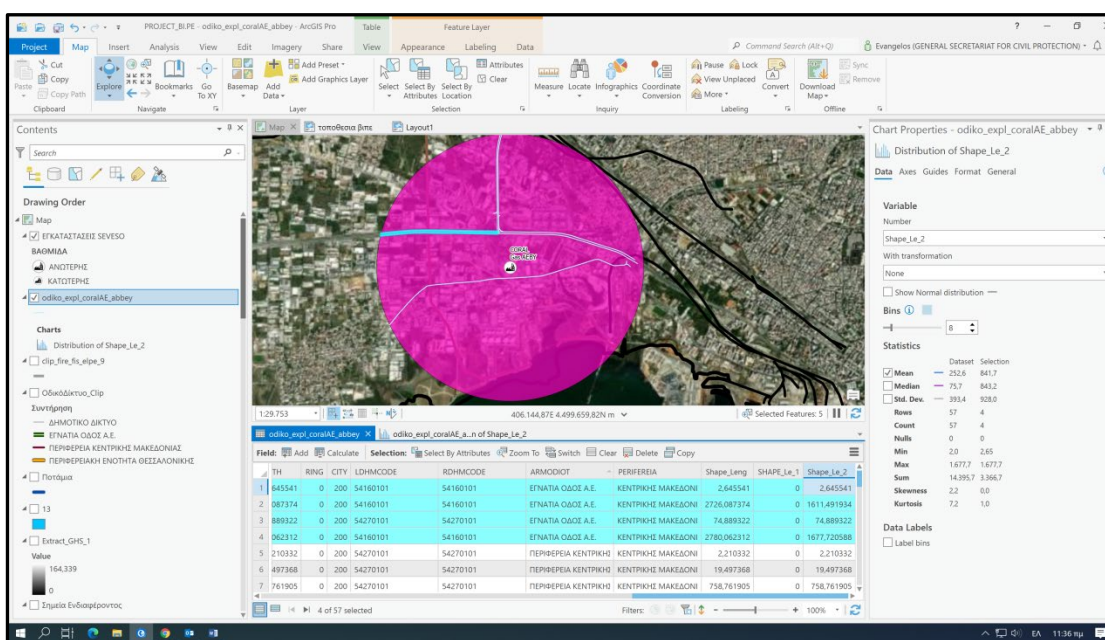 PROJECT_BI.PE - odiko_expl_coralAE_abbey - ArcGIS Pro
Table
Feature Layer
?
Project Map Insert Analysis View Edit Imagery Share View Appearance Labeling Data
Command Search (Alt+Q)
Evangelos (GENERAL SECRETARIAT FOR CIVIL PROTECTION)
Paste
Cut
Copy
Copy Path
Clipboard
Explore
Bookmarks
Go To XY
Navigate
Basemap
Add Data
Add Preset
Add Graphics Layer
Layer
Select
Select By Attributes
Select By Location
Attributes
Clear
Selection
Measure
Locate
Infographics
Coordinate Conversion
Inquiry
Pause
Lock
View Unplaced
More
Convert
Labeling
Download Map
Sync
Remove
Offline
Contents
Search
Drawing Order
Map
ΕΓΚΑΤΑΣΤΑΣΕΙΣ SEVESO
ΒΑΘΜΙΔΑ
ΑΝΩΤΕΡΗΣ
ΚΑΤΩΤΕΡΗΣ
odiko_expl_coralAE_abbey
Charts
Distribution of Shape_Le_2
clip_fire_fis_elpe_9
ΟδικόΔίκτυο_Clip
Συντήρηση
ΔΗΜΟΤΙΚΟ ΔΙΚΤΥΟ
ΕΓΝΑΤΙΑ ΟΔΟΣ Α.Ε.
ΠΕΡΙΦΕΡΕΙΑ ΚΕΝΤΡΙΚΗΣ ΜΑΚΕΔΟΝΙΑΣ
ΠΕΡΙΦΕΡΕΙΑΚΗ ΕΝΟΤΗΤΑ ΘΕΣΣΑΛΟΝΙΚΗΣ
Ποτάμια
13
Extract_GHS_1
Value
164,339
0
Σημεία Ενδιαφέροντος
Map
τοποθεσια βιπε
Layout1
CORAL
1:29.753
406.144,87E 4.499.659,82N m
Selected Features: 5
odiko_expl_coralAE_abbey
odiko_expl_coralAE_a...n of Shape_Le_2
Field: Add Calculate Selection: Select By Attributes Zoom To Switch Clear Delete Copy
TH RING CITY LDHMCODE RDHMCODE ARMODIOT PERIFEREIA Shape_Leng SHAPE_Le_1 Shape_Le_2
1 645541 0 200 54160101 54160101 ΕΓΝΑΤΙΑ ΟΔΟΣ Α.Ε. ΚΕΝΤΡΙΚΗΣ ΜΑΚΕΔΟΝΙ 2,645541 0 2,645541
2 087374 0 200 54160101 54160101 ΕΓΝΑΤΙΑ ΟΔΟΣ Α.Ε. ΚΕΝΤΡΙΚΗΣ ΜΑΚΕΔΟΝΙ 2726,087374 0 1611,491934
3 889322 0 200 54160101 54160101 ΕΓΝΑΤΙΑ ΟΔΟΣ Α.Ε. ΚΕΝΤΡΙΚΗΣ ΜΑΚΕΔΟΝΙ 74,889322 0 74,889322
4 062312 0 200 54160101 54160101 ΕΓΝΑΤΙΑ ΟΔΟΣ Α.Ε. ΚΕΝΤΡΙΚΗΣ ΜΑΚΕΔΟΝΙ 2780,062312 0 1677,720588
5 210332 0 200 54270101 54270101 ΠΕΡΙΦΕΡΕΙΑ ΚΕΝΤΡΙΚΗΣ ΚΕΝΤΡΙΚΗΣ ΜΑΚΕΔΟΝΙ 2,210332 0 2,210332
6 497368 0 200 54270101 54270101 ΠΕΡΙΦΕΡΕΙΑ ΚΕΝΤΡΙΚΗΣ ΚΕΝΤΡΙΚΗΣ ΜΑΚΕΔΟΝΙ 19,497368 0 19,497368
7 761905 0 200 54270101 54270101 ΠΕΡΙΦΕΡΕΙΑ ΚΕΝΤΡΙΚΗΣ ΚΕΝΤΡΙΚΗΣ ΜΑΚΕΔΟΝΙ 758,761905 0 758,761905
4 of 57 selected
Filters:
100%
Chart Properties - odiko_expl_coralAE_abbey
Distribution of Shape_Le_2
Data Axes Guides Format General
Variable
Number
Shape_Le_2
With transformation
None
Show Normal distribution
Bins
8
Statistics
Dataset Selection
Mean 252,6 841,7
Median 75,7 843,2
Std. Dev. 393,4 928,0
Rows 57 4
Count 57 4
Nulls 0 0
Min 2,0 2,65
Max 1.677,7 1.677,7
Sum 14.395,7 3.366,7
Skewness 2,2 0,0
Kurtosis 7,2 1,0
Data Labels
Label bins
ΕΛ 11:36 πμ